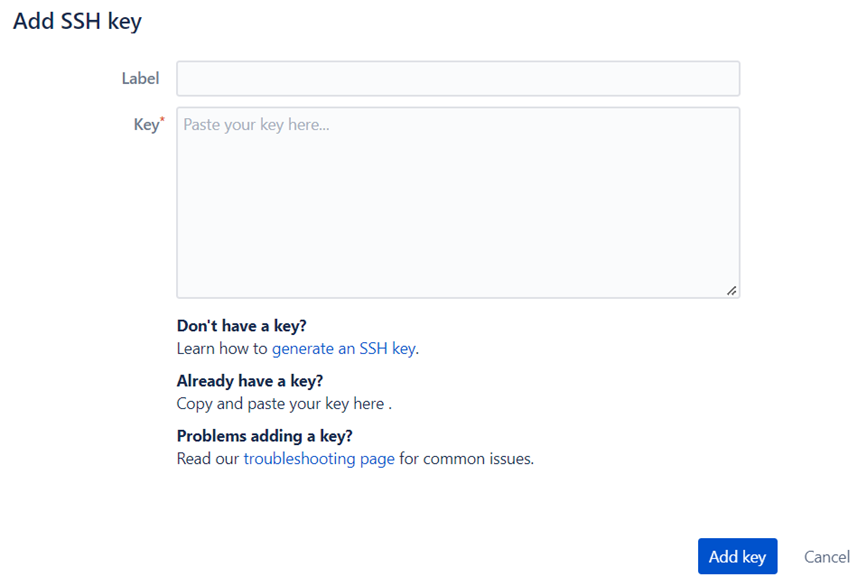 Add SSH key
Label
Key*
Paste your key here...
Don't have a key?
Learn how to generate an SSH key.
Already have a key?
Copy and paste your key here .
Problems adding a key?
Read our troubleshooting page for common issues.
Add key
Cancel